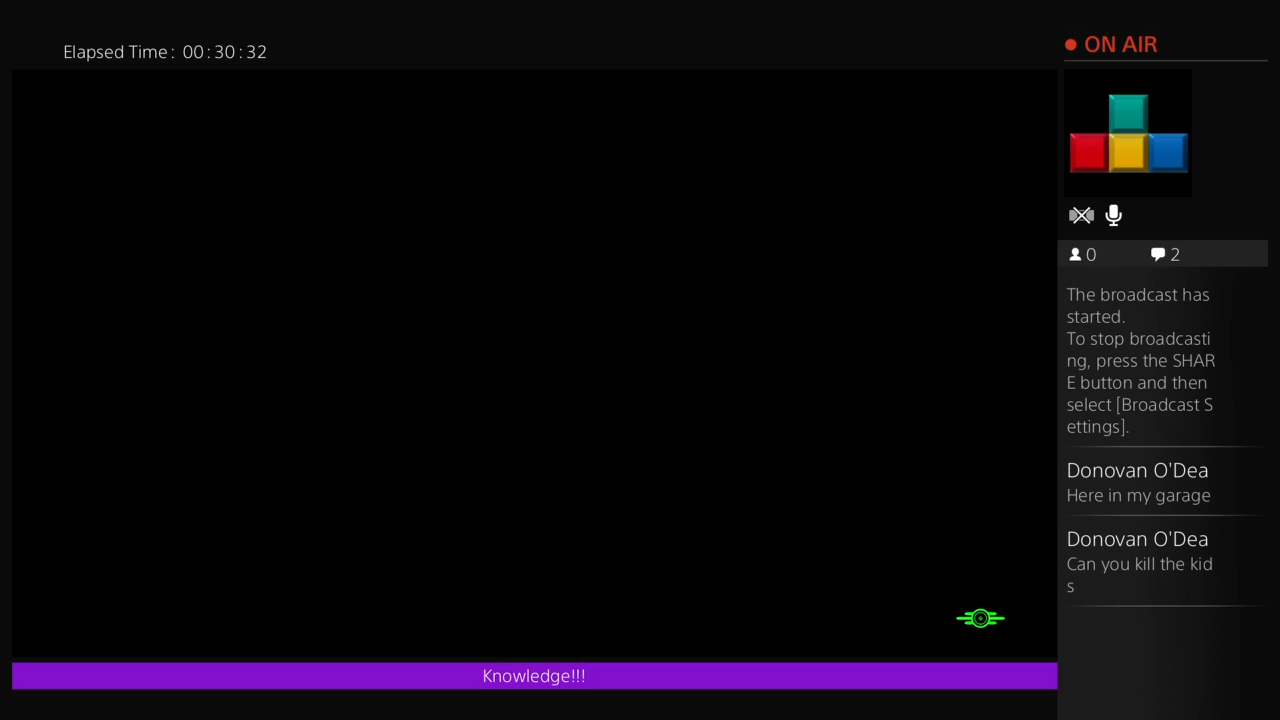 Elapsed Time: 00:30:32
ON AIR
0 2
The broadcast has
started.
To stop broadcasti
ng, press the SHAR
E button and then
select [Broadcast S
ettings].
Donovan O'Dea
Here in my garage
Donovan O'Dea
Can you kill the kid
s
Knowledge!!!